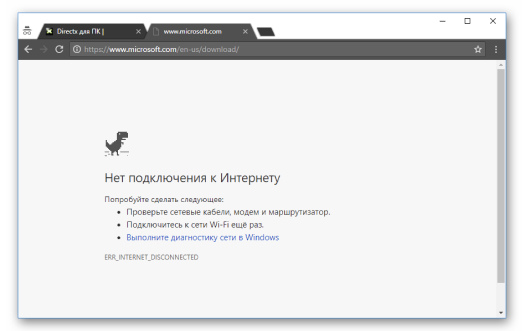 Directx для ПК |
www.microsoft.com
https://www.microsoft.com/en-us/download/
Нет подключения к Интернету
Попробуйте сделать следующее:
Проверьте сетевые кабели, модем и маршрутизатор.
Подключитесь к сети Wi-Fi ещё раз.
Выполните диагностику сети в Windows
ERR_INTERNET_DISCONNECTED